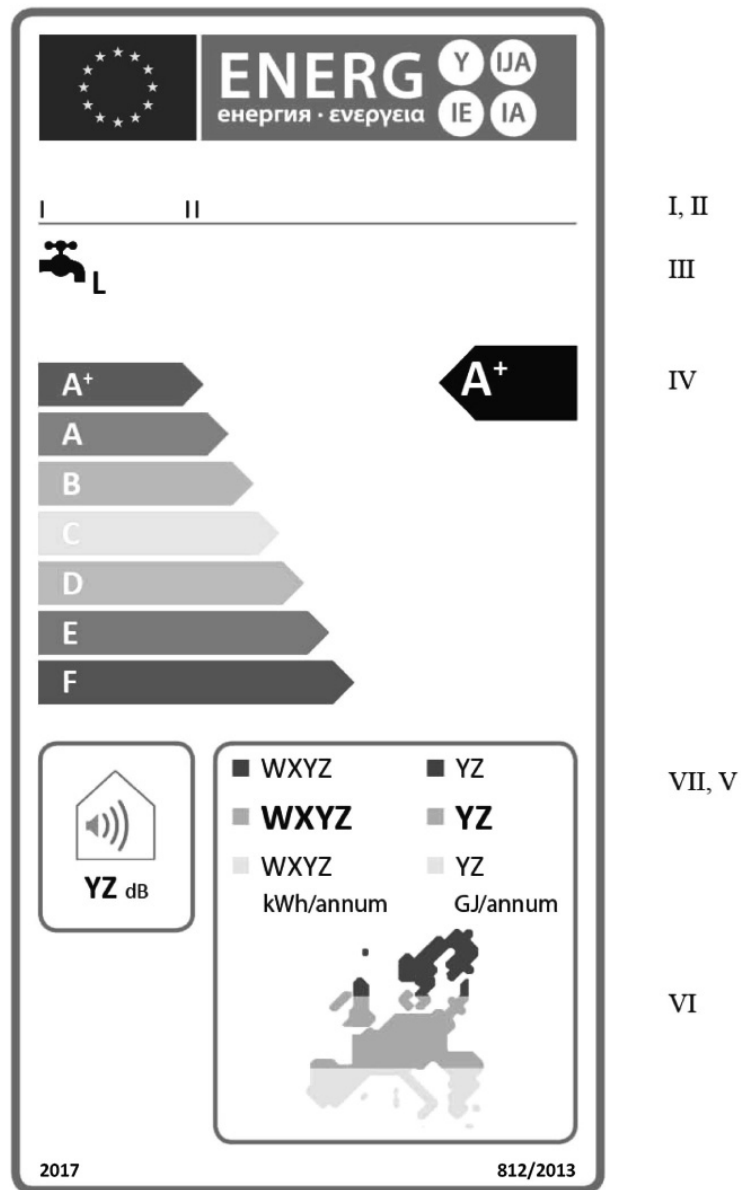 ENERG Y IJA
енергия · ενεργεια IE IA
I II I, II
L III
A+ A+ IV
A
B
C
D
E
F
WXYZ YZ VII, V
WXYZ YZ
YZ dB WXYZ YZ
kWh/annum GJ/annum
VI
2017 812/2013